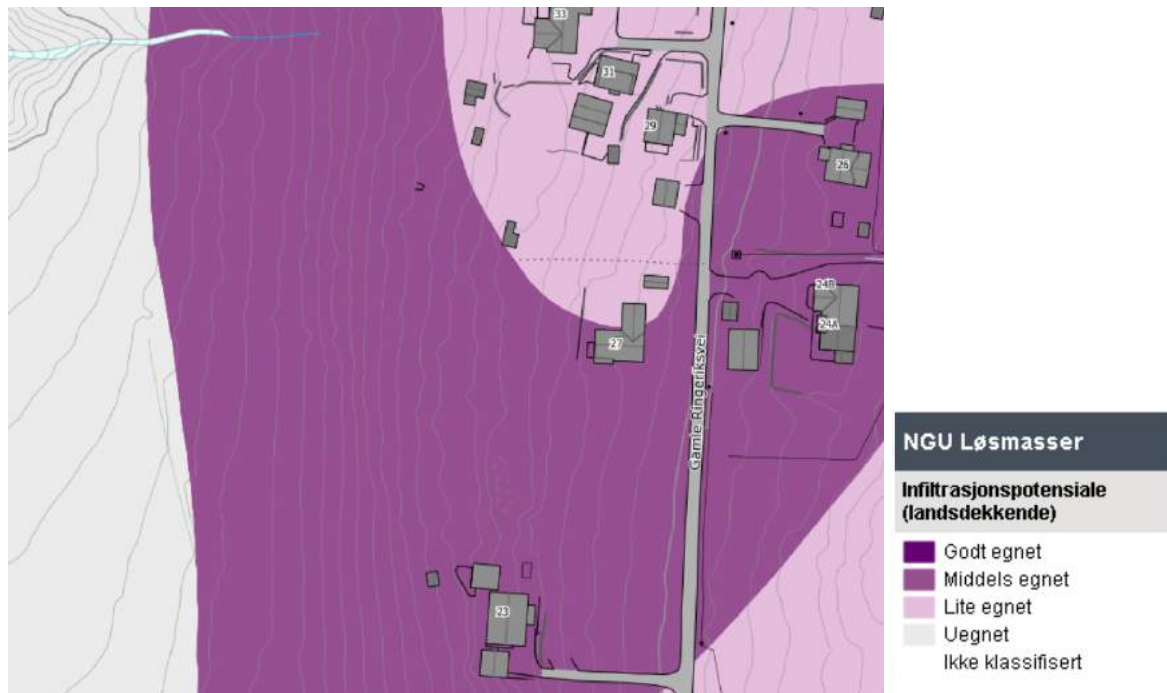 33
31
29
26
24B
24A
27
Gamle Ringeriksvei
23
NGU Løsmasser
Infiltrasjonspotensiale
(landsdekkende)
Godt egnet
Middels egnet
Lite egnet
Uegnet
Ikke klassifisert